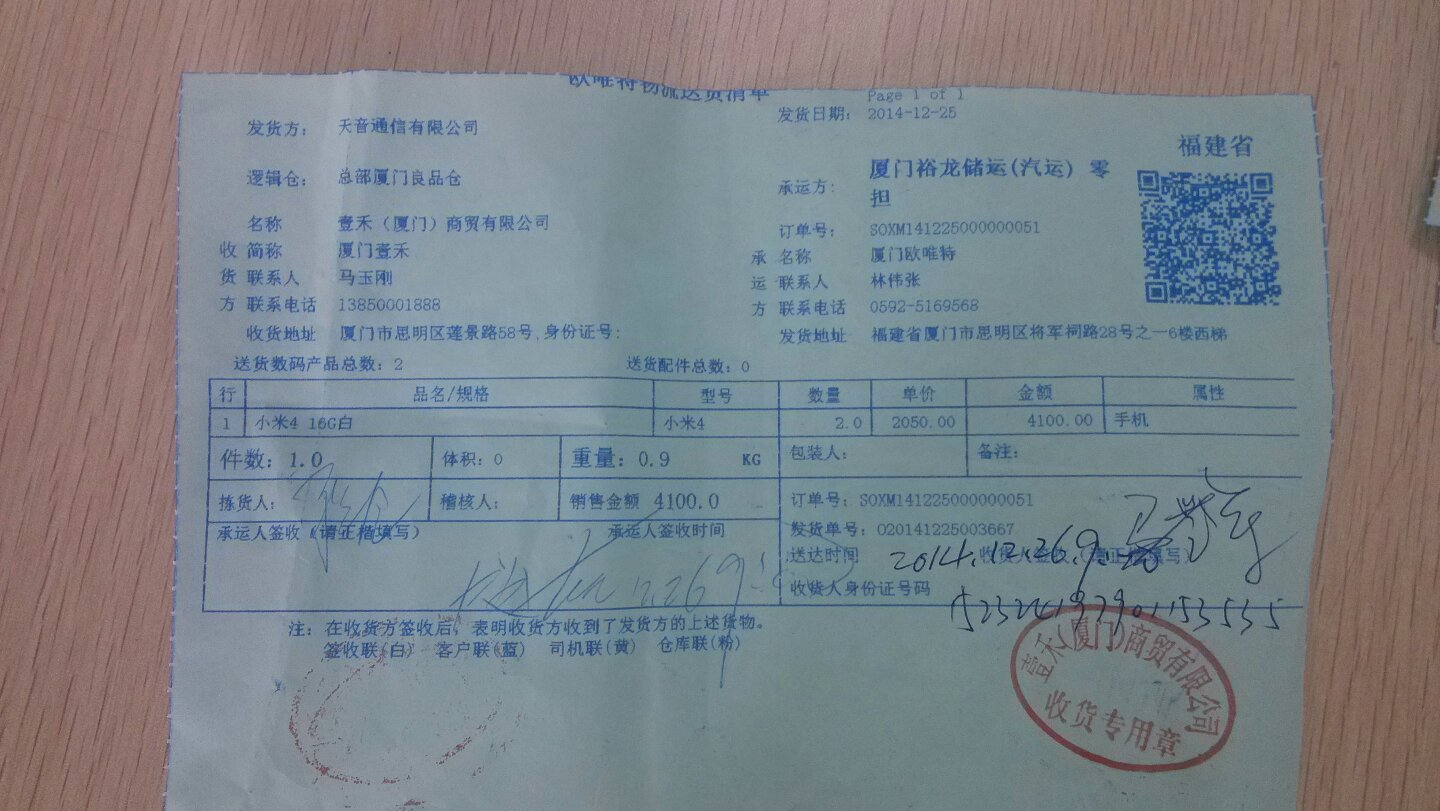 欧唯特物流送货清单
Page 1 of 1
发货方： 天音通信有限公司 发货日期： 2014-12-25
福建省
逻辑仓： 总部厦门良品仓 承运方： 厦门裕龙储运(汽运) 零担
名称 壹禾（厦门）商贸有限公司 订单号： SOXM141225000000051
收 简称 厦门壹禾 承 名称 厦门欧唯特
货 联系人 马玉刚 运 联系人 林伟张
方 联系电话 13850001888 方 联系电话 0592-5169568
收货地址 厦门市思明区莲景路58号,身份证号: 发货地址 福建省厦门市思明区将军祠路28号之一6楼西梯
送货数码产品总数：2 送货配件总数：0
行 品名/规格 型号 数量 单价 金额 属性
1 小米4 16G白 小米4 2.0 2050.00 4100.00 手机
件数：1.0 体积：0 重量：0.9 KG 包装人： 备注：
拣货人： 稽核人： 销售金额 4100.0 订单号：SOXM141225000000051
承运人签收（请正楷填写） 承运人签收时间 发货单号：020141225003667
送达时间 2014.12.26.9 收货人签收（请正楷填写）
12.26 9
收货人身份证号码
152324197901153535
注：在收货方签收后，表明收货方收到了发货方的上述货物。
签收联(白) 客户联(蓝) 司机联(黄) 仓库联(粉)
壹禾(厦门)商贸有限公司
收货专用章